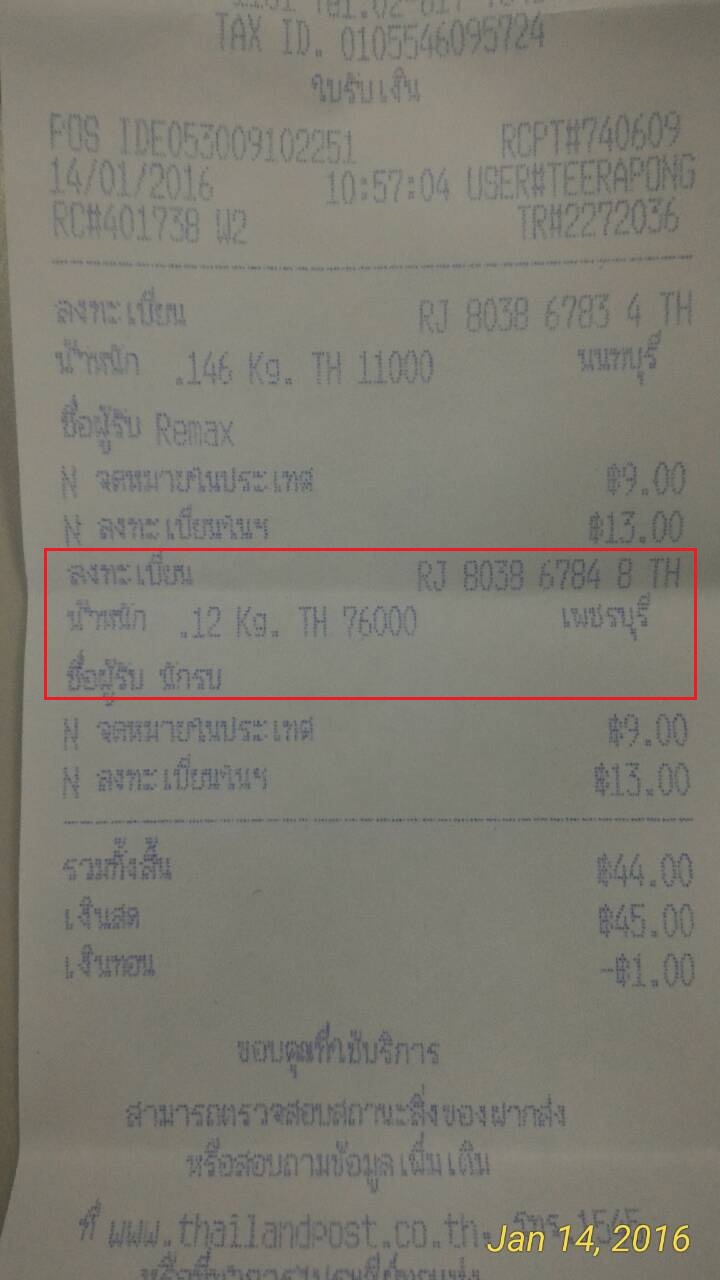 TAX ID. 0105546095724
ใบรับเงิน
POS IDE053009102251 RCPT#740609
14/01/2016 10:57:04 USER#TEERAPONG
RC#401738 W2 TR#2272036
ลงทะเบียน RJ 8038 6783 4 TH
น้ำหนัก .146 Kg. TH 11000 นนทบุรี
ชื่อผู้รับ Remax
N จดหมายในประเทศ ฿9.00
N ลงทะเบียนในฯ ฿13.00
ลงทะเบียน RJ 8038 6784 8 TH
น้ำหนัก .12 Kg. TH 76000 เพชรบุรี
ชื่อผู้รับ นักรบ
N จดหมายในประเทศ ฿9.00
N ลงทะเบียนในฯ ฿13.00
รวมทั้งสิ้น ฿44.00
เงินสด ฿45.00
เงินทอน -฿1.00
ขอบคุณที่ใช้บริการ
สามารถตรวจสอบสถานะสิ่งของฝากส่ง
หรือสอบถามข้อมูลเพิ่มเติม
ที่ www.thailandpost.co.th. โทร.1545
Jan 14, 2016